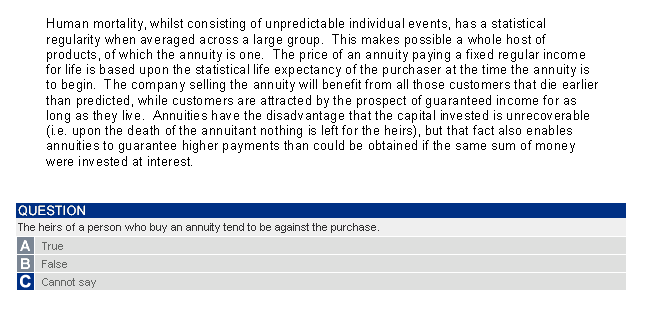 Human mortality, whilst consisting of unpredictable individual events, has a statistical
regularity when averaged across a large group. This makes possible a whole host of
products, of which the annuity is one. The price of an annuity paying a fixed regular income
for life is based upon the statistical life expectancy of the purchaser at the time the annuity is
to begin. The company selling the annuity will benefit from all those customers that die earlier
than predicted, while customers are attracted by the prospect of guaranteed income for as
long as they live. Annuities have the disadvantage that the capital invested is unrecoverable
(i.e. upon the death of the annuitant nothing is left for the heirs), but that fact also enables
annuities to guarantee higher payments than could be obtained if the same sum of money
were invested at interest.
QUESTION
The heirs of a person who buy an annuity tend to be against the purchase.
A True
B False
C Cannot say